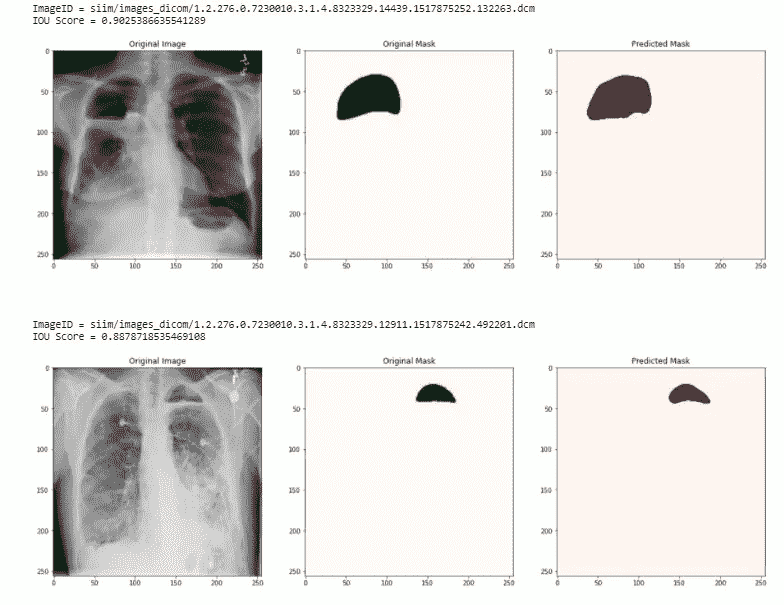 ImageID = siim/images_dicom/1.2.276.0.7230010.3.1.4.8323329.14439.1517875252.132263.dcm
IOU Score = 0.9025386635541289
Original Image Original Mask Predicted Mask
0 0 0
50 50 50
100 100 100
150 150 150
200 200 200
250 250 250
0 50 100 150 200 250 0 50 100 150 200 250 0 50 100 150 200 250
ImageID = siim/images_dicom/1.2.276.0.7230010.3.1.4.8323329.12911.1517875242.492201.dcm
IOU Score = 0.8878718535469108
Original Image Original Mask Predicted Mask
0 0 0
50 50 50
100 100 100
150 150 150
200 200 200
250 250 250
0 50 100 150 200 250 0 50 100 150 200 250 0 50 100 150 200 250